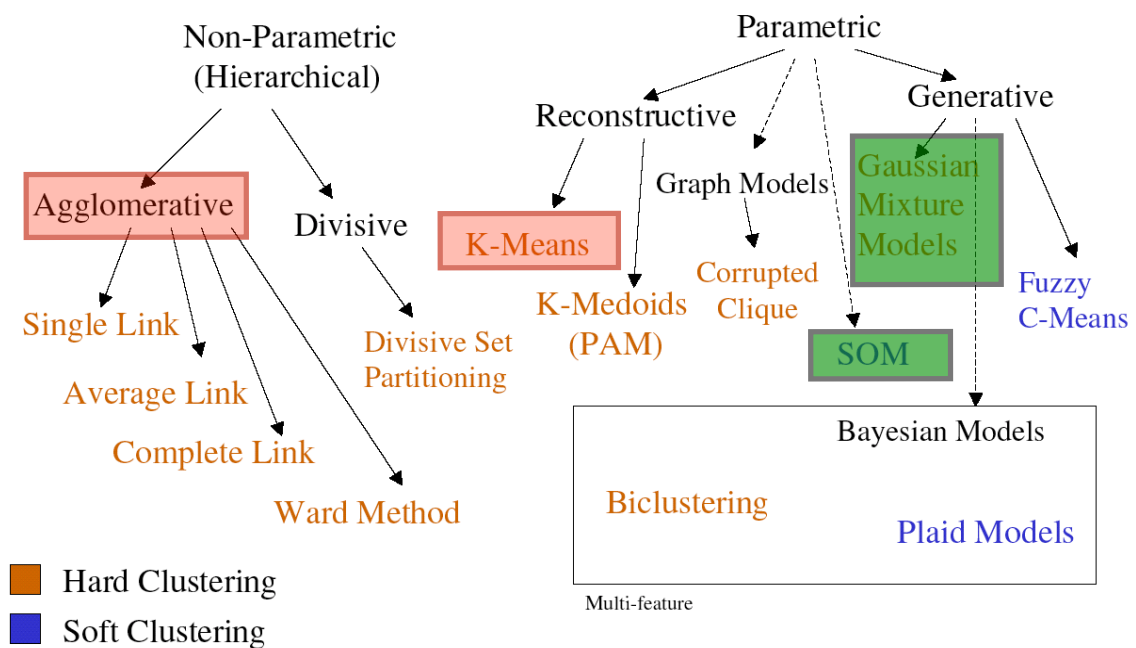 Non-Parametric
(Hierarchical)
Agglomerative
Divisive
Single Link
Average Link
Complete Link
Ward Method
Divisive Set
Partitioning
Parametric
Reconstructive
Generative
Graph Models
K-Means
K-Medoids
(PAM)
Corrupted
Clique
SOM
Gaussian
Mixture
Models
Fuzzy
C-Means
Bayesian Models
Biclustering
Plaid Models
Multi-feature
Hard Clustering
Soft Clustering